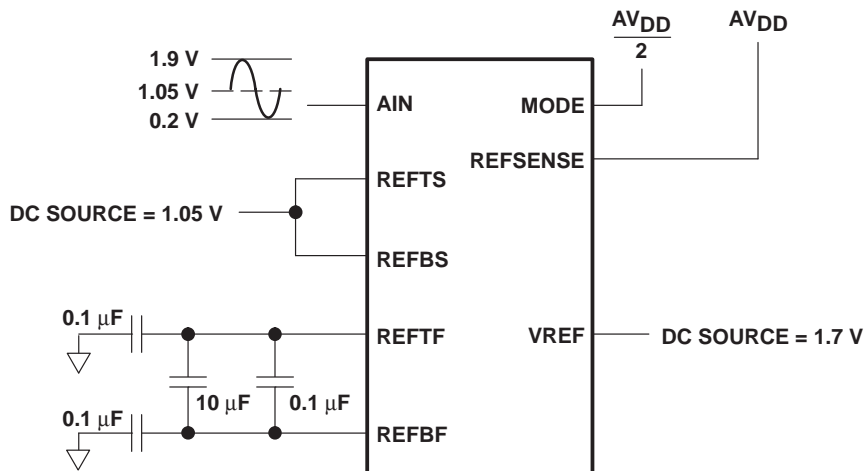 AVDD
2
AVDD
1.9 V
1.05 V
0.2 V
AIN
MODE
REFSENSE
REFTS
DC SOURCE = 1.05 V
REFBS
0.1 μF
REFTF
VREF
DC SOURCE = 1.7 V
10 μF
0.1 μF
0.1 μF
REFBF